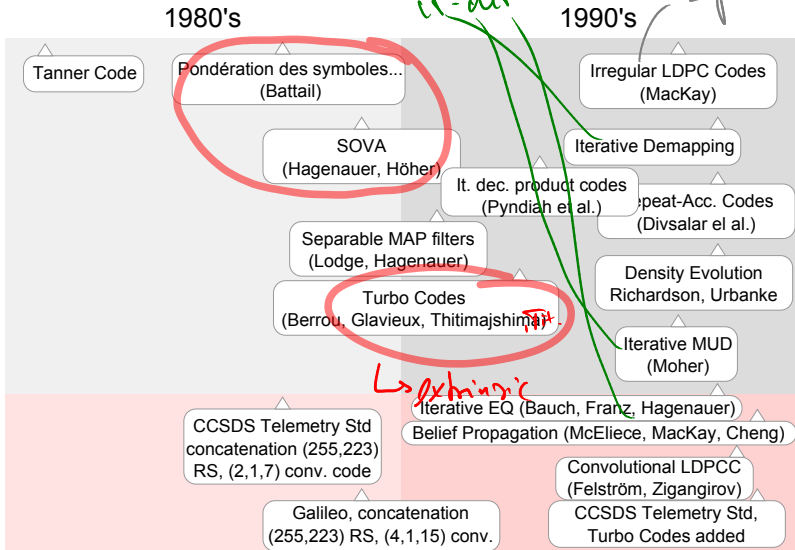 1980's
1990's
Tanner Code
Pondération des symboles...
(Battail)
Irregular LDPC Codes
(MacKay)
SOVA
(Hagenauer, Höher)
Iterative Demapping
It. dec. product codes
(Pyndiah et al.)
epeat-Acc. Codes
(Divsalar el al.)
Separable MAP filters
(Lodge, Hagenauer)
Density Evolution
Richardson, Urbanke
Turbo Codes
(Berrou, Glavieux, Thitimajshima)
Iterative MUD
(Moher)
extrinsic
Iterative EQ (Bauch, Franz, Hagenauer)
Belief Propagation (McEliece, MacKay, Cheng)
CCSDS Telemetry Std
concatenation (255,223)
RS, (2,1,7) conv. code
Convolutional LDPCC
(Felström, Zigangirov)
Galileo, concatenation
(255,223) RS, (4,1,15) conv.
CCSDS Telemetry Std,
Turbo Codes added